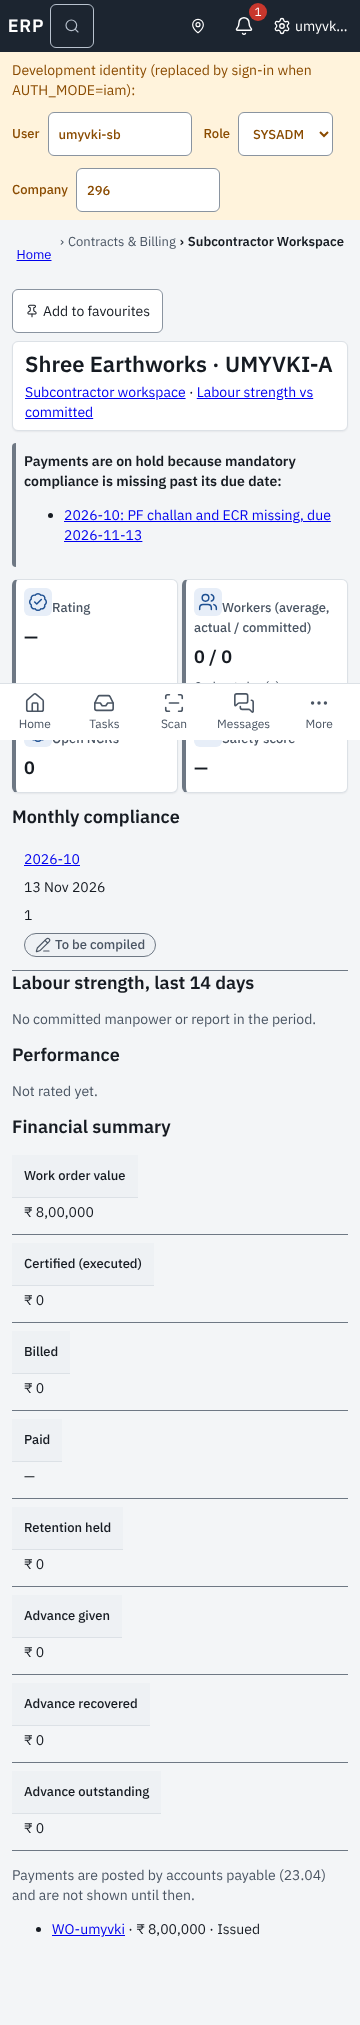 ERP
1
umyvk...
Development identity (replaced by sign-in when
AUTH_MODE=iam):
User umyvki-sb Role SYSADM
Company 296
Home › Contracts & Billing › Subcontractor Workspace
Add to favourites
Shree Earthworks · UMYVKI-A
Subcontractor workspace · Labour strength vs
committed
Payments are on hold because mandatory
compliance is missing past its due date:
• 2026-10: PF challan and ECR missing, due
2026-11-13
Rating
—
Workers (average,
actual / committed)
0 / 0
Home Tasks Scan Messages More
Open NCRs
0
Safety score
—
Monthly compliance
2026-10
13 Nov 2026
1
To be compiled
Labour strength, last 14 days
No committed manpower or report in the period.
Performance
Not rated yet.
Financial summary
Work order value
₹ 8,00,000
Certified (executed)
₹ 0
Billed
₹ 0
Paid
—
Retention held
₹ 0
Advance given
₹ 0
Advance recovered
₹ 0
Advance outstanding
₹ 0
Payments are posted by accounts payable (23.04)
and are not shown until then.
• WO-umyvki · ₹ 8,00,000 · Issued